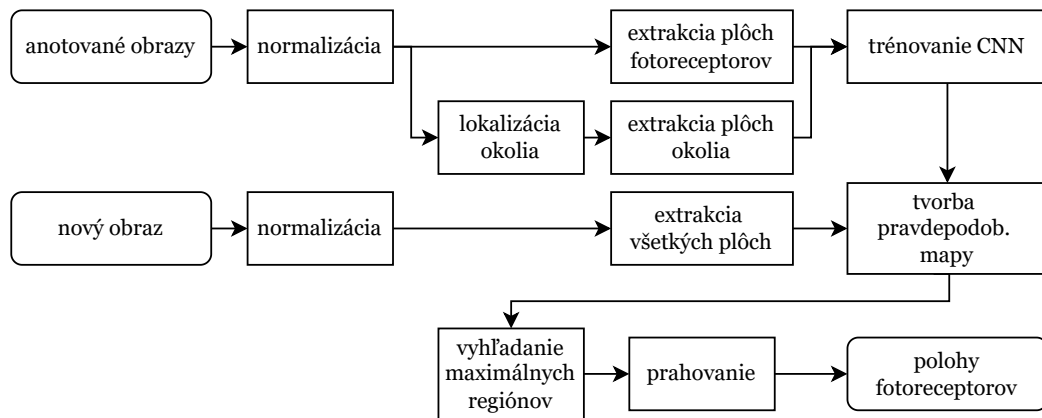 anotované obrazy
normalizácia
extrakcia plôch
fotoreceptorov
trénovanie CNN
lokalizácia
okolia
extrakcia plôch
okolia
nový obraz
normalizácia
extrakcia
všetkých plôch
tvorba
pravdepodob.
mapy
vyhľadanie
maximálnych
regiónov
prahovanie
polohy
fotoreceptorov